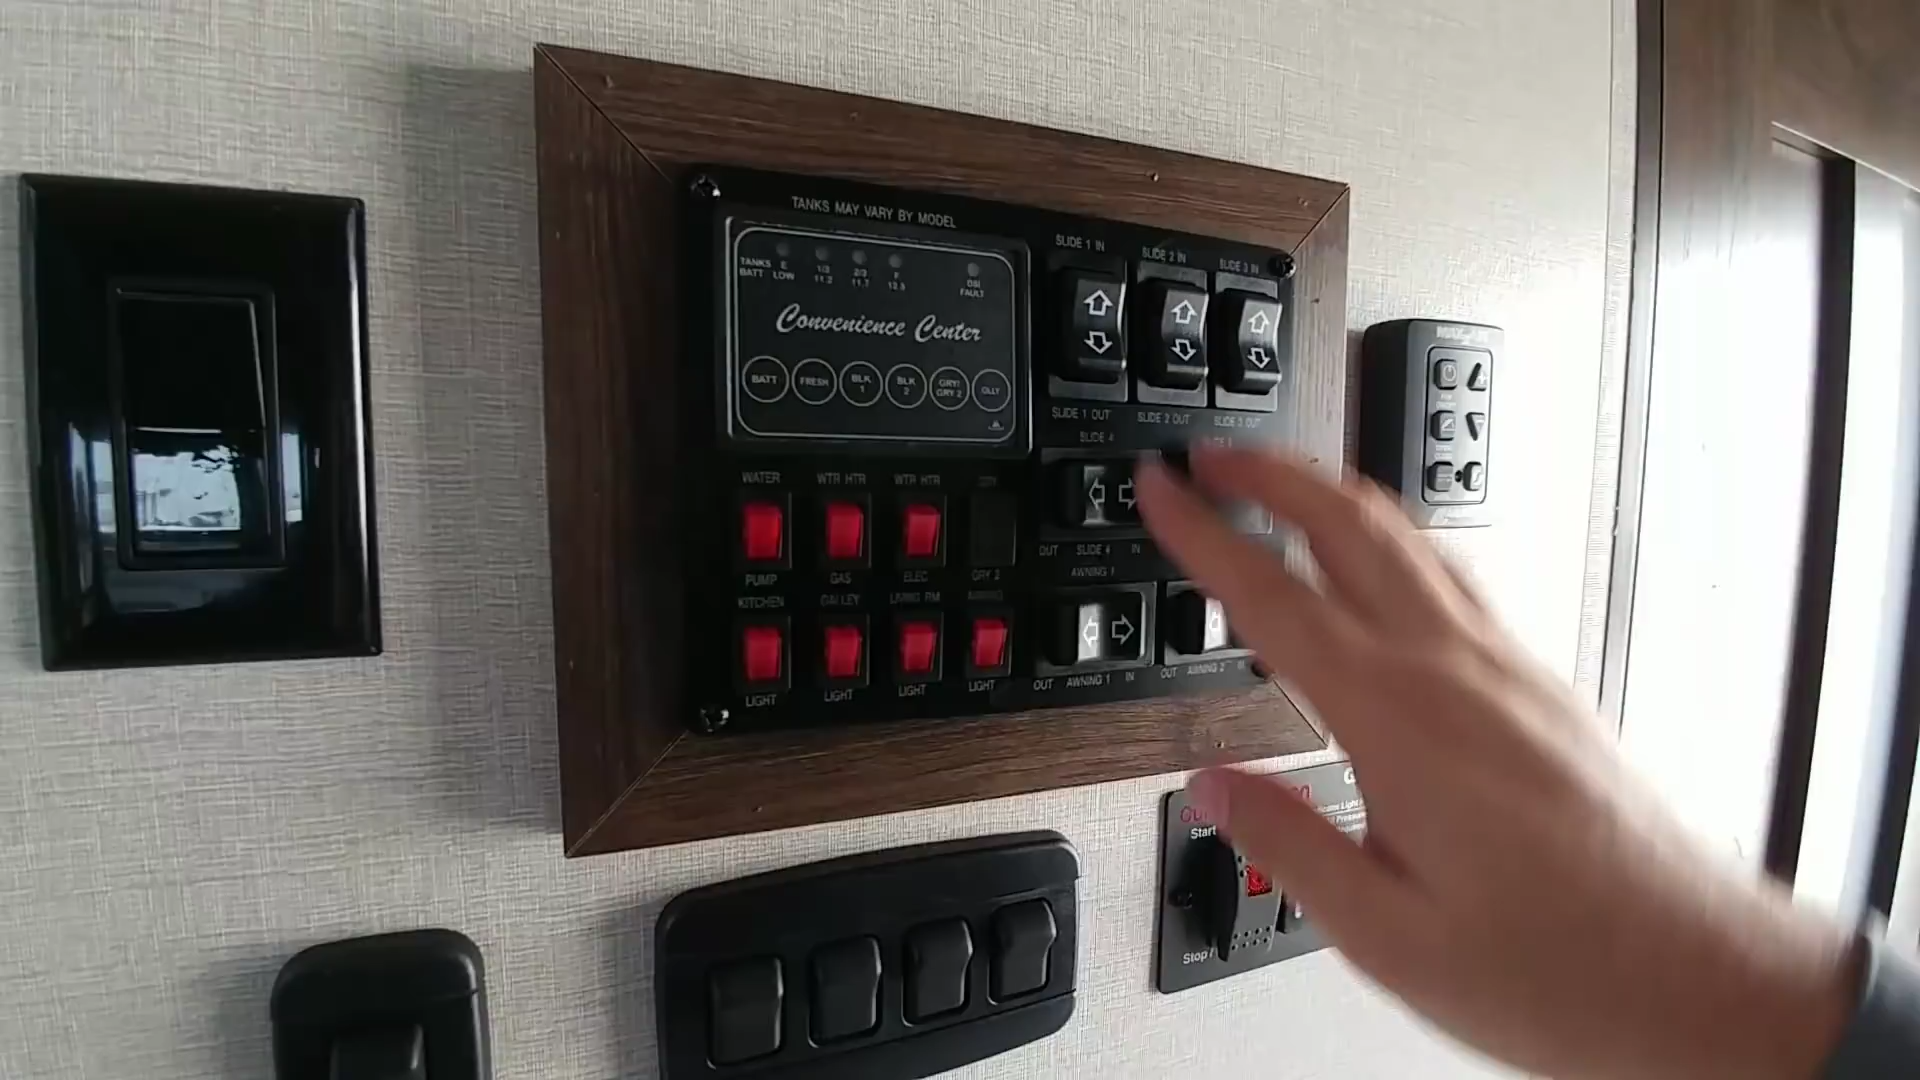 TANKS MAY VARY BY MODEL
TANKS E 1/3 2/3 F
BATT LOW 11.2 11.7 12.5
DSI
FAULT
Convenience Center
BATT FRESH BLK 1 BLK 2 GRY/ GRY 2 GLLY
SLIDE 1 IN SLIDE 2 IN SLIDE 3 IN
SLIDE 1 OUT SLIDE 2 OUT SLIDE 3 OUT
SLIDE 4
OUT SLIDE 4 IN
WATER WTR HTR WTR HTR
PUMP GAS ELEC GRY 2
KITCHEN GALLEY LIVING RM AWNING
LIGHT LIGHT LIGHT LIGHT
AWNING 1
OUT AWNING 1 IN
OUT AWNING 2 IN
Start
Stop /